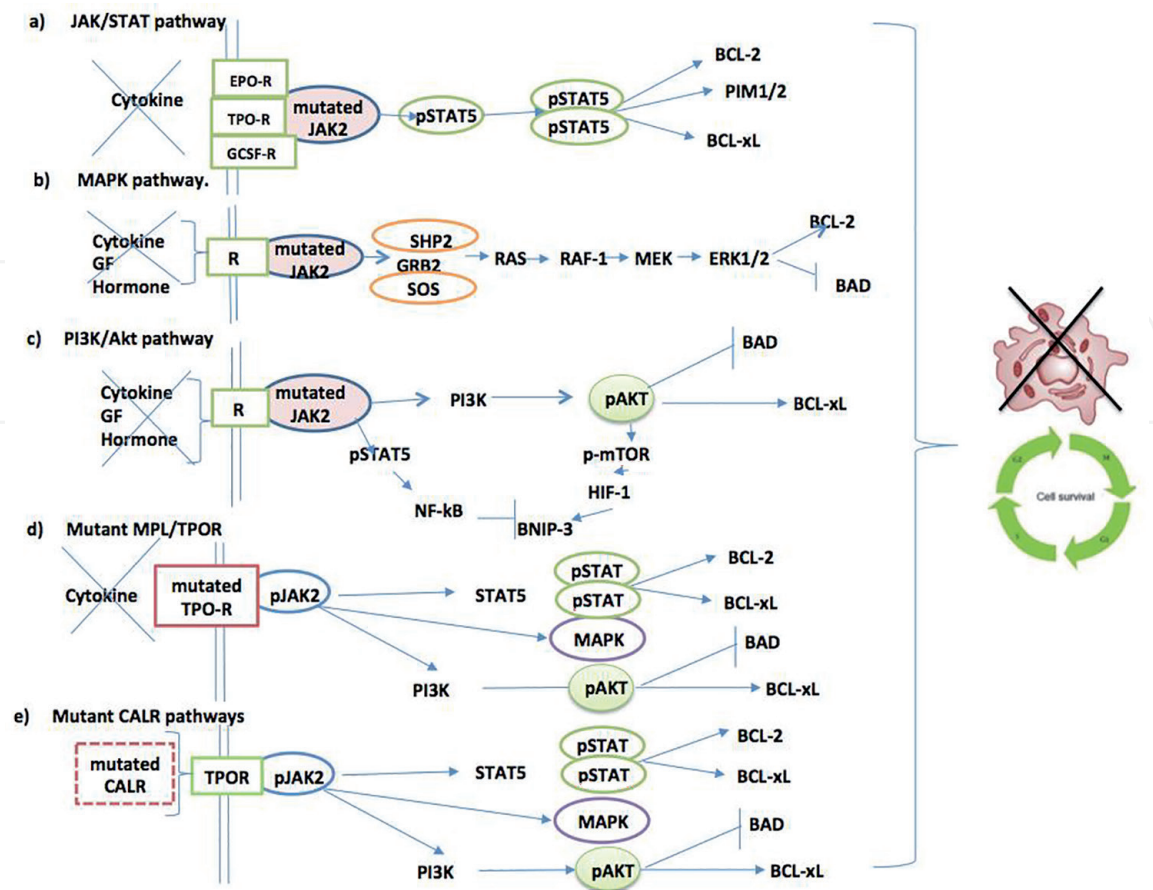 a) JAK/STAT pathway
Cytokine
EPO-R
TPO-R
GCSF-R
mutated
JAK2
pSTAT5
pSTAT5
pSTAT5
BCL-2
PIM1/2
BCL-xL
b) MAPK pathway.
Cytokine
GF
Hormone
R
mutated
JAK2
SHP2
GRB2
SOS
RAS
RAF-1
MEK
ERK1/2
BCL-2
BAD
c) PI3K/Akt pathway
Cytokine
GF
Hormone
R
mutated
JAK2
PI3K
pAKT
BAD
BCL-xL
pSTAT5
p-mTOR
HIF-1
NF-kB
BNIP-3
d) Mutant MPL/TPOR
Cytokine
mutated
TPO-R
pJAK2
STAT5
pSTAT
pSTAT
BCL-2
BCL-xL
MAPK
PI3K
pAKT
BAD
BCL-xL
e) Mutant CALR pathways
mutated
CALR
TPOR
pJAK2
STAT5
pSTAT
pSTAT
BCL-2
BCL-xL
MAPK
PI3K
pAKT
BAD
BCL-xL
G2
M
Cell survival
G1